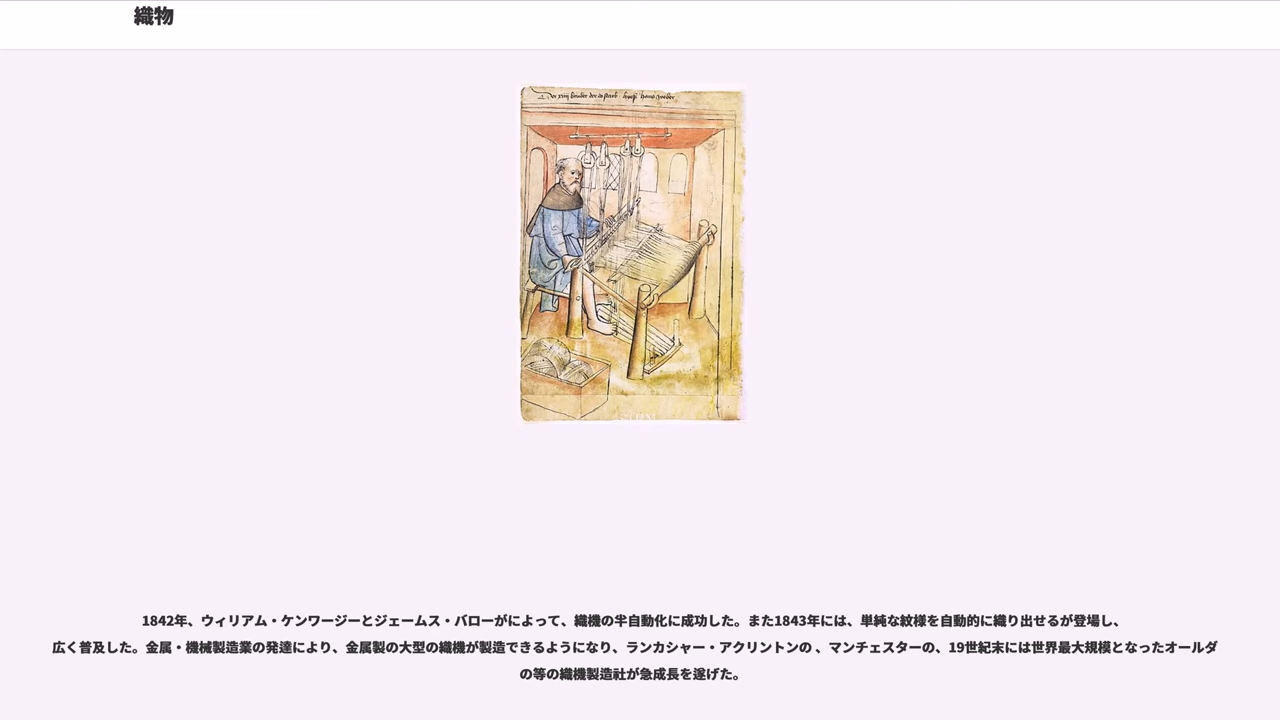 織物
1842年、ウィリアム・ケンワージーとジェームス・バローがによって、織機の半自動化に成功した。また1843年には、単純な紋様を自動的に織り出せるが登場し、
広く普及した。金属・機械製造業の発達により、金属製の大型の織機が製造できるようになり、ランカシャー・アクリントンの 、マンチェスターの、19世紀末には世界最大規模となったオールダ
の等の織機製造社が急成長を遂げた。